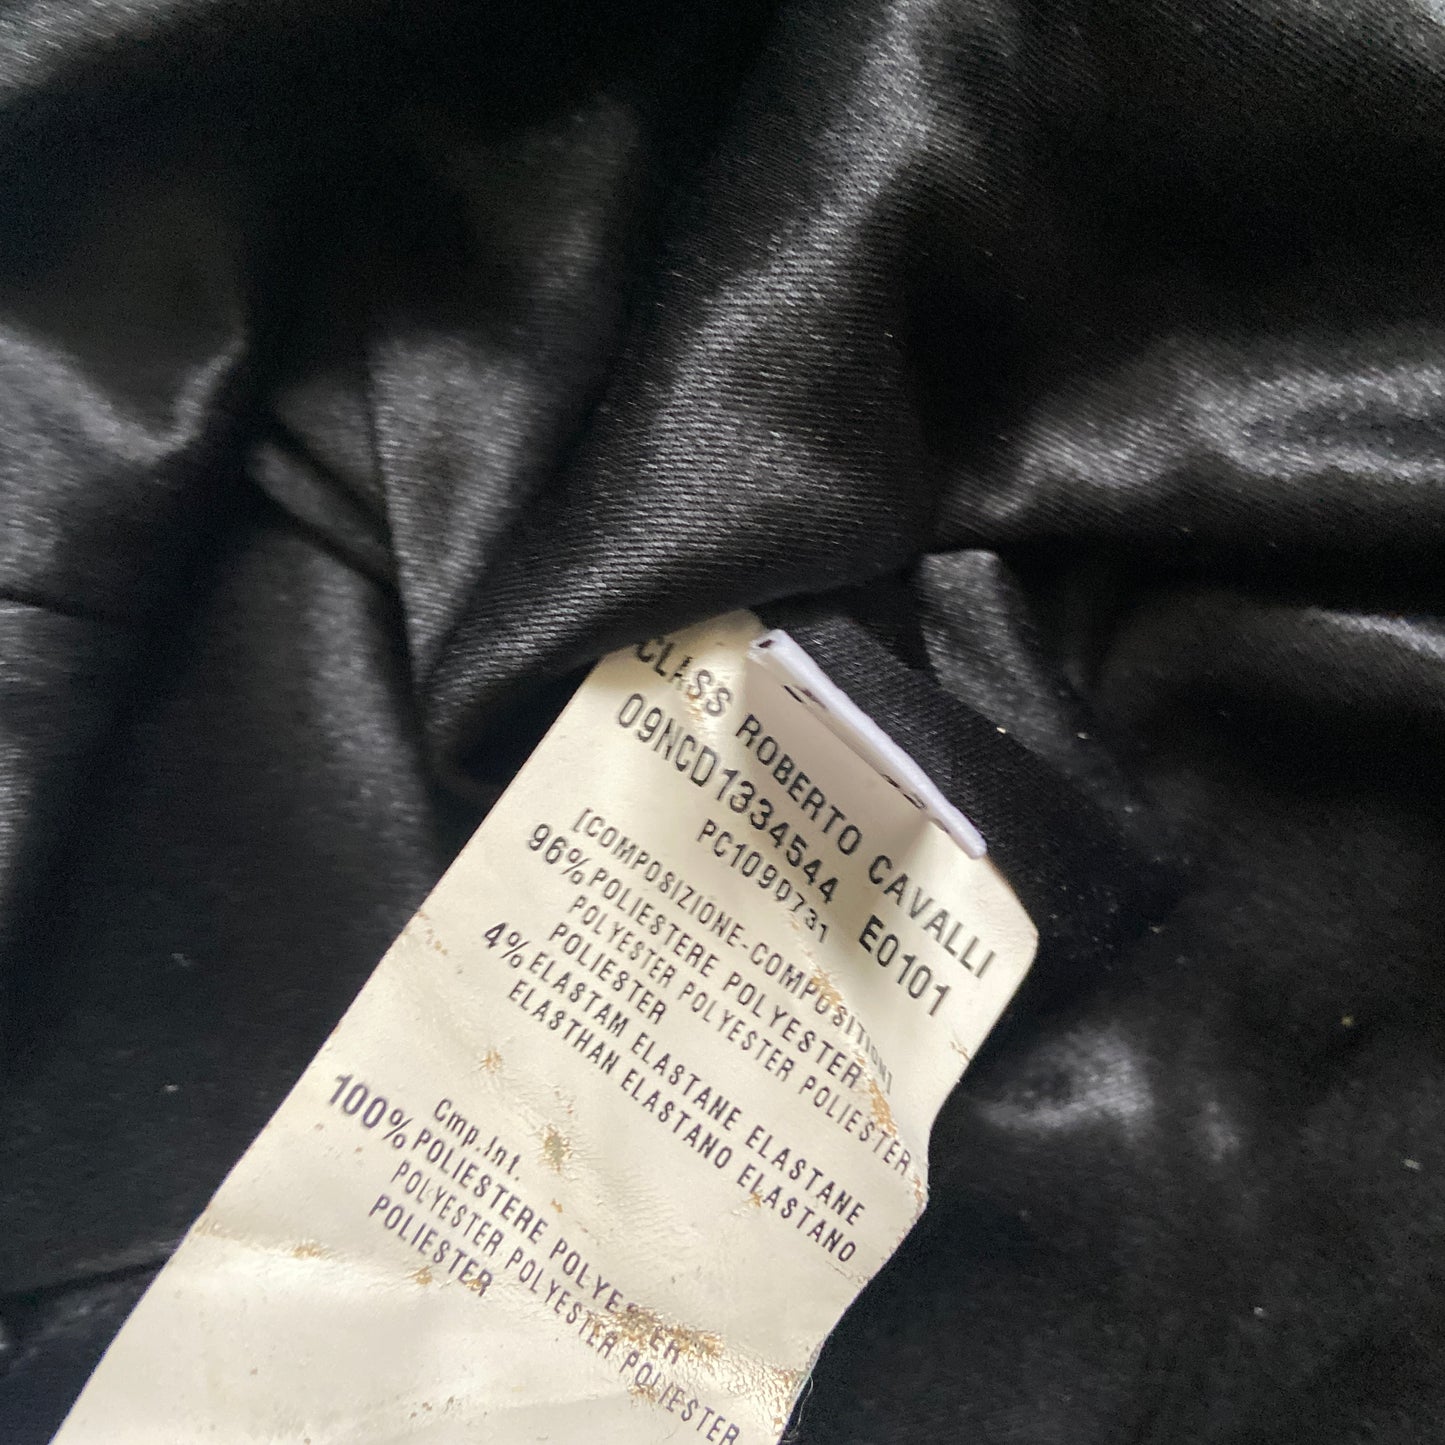 CLASS ROBERTO CAVALLI
09NCD1334544 E0101
PC109D731
[COMPOSIZIONE-COMPOSITION]
96% POLIESTERE POLYESTER
POLYESTER POLYESTER POLIESTER
POLIESTER
4% ELASTAM ELASTANE ELASTANE
ELASTHAN ELASTANO ELASTANO
Cmp.Int.
100% POLIESTERE POLYESTER
POLYESTER POLYESTER POLIESTER
POLIESTER